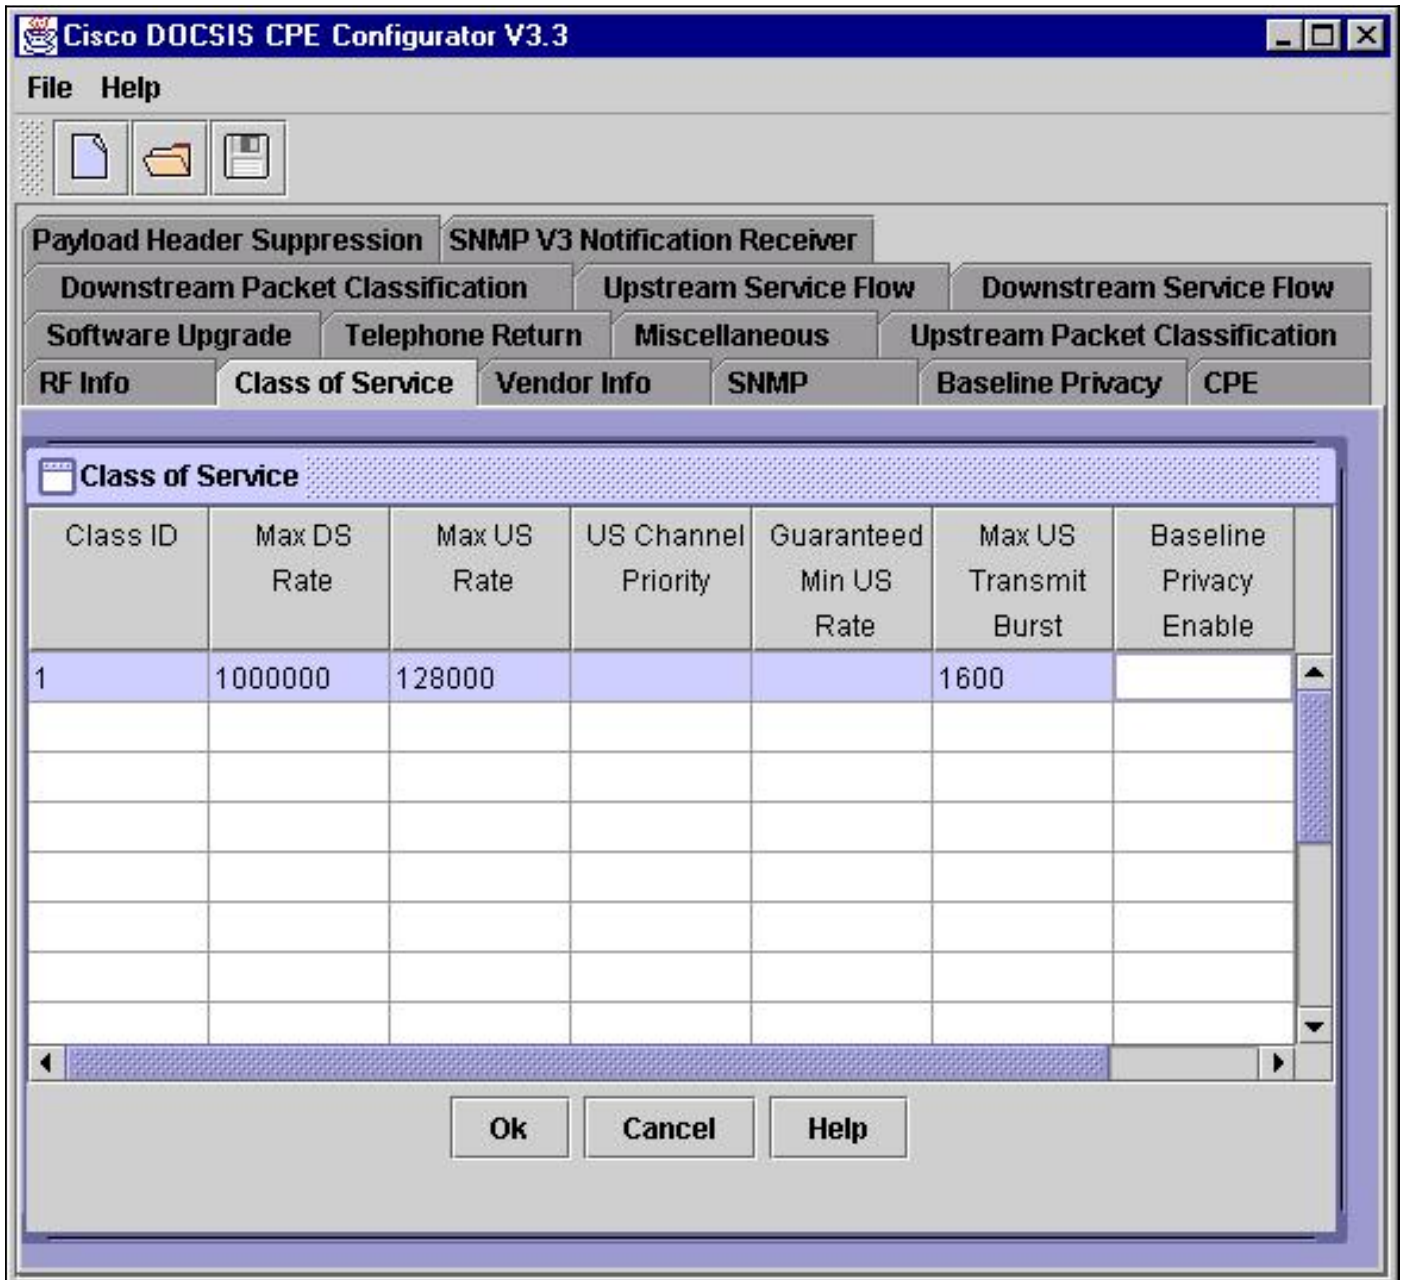 Cisco DOCSIS CPE Configurator V3.3
File Help
Payload Header Suppression SNMP V3 Notification Receiver
Downstream Packet Classification Upstream Service Flow Downstream Service Flow
Software Upgrade Telephone Return Miscellaneous Upstream Packet Classification
RF Info Class of Service Vendor Info SNMP Baseline Privacy CPE
Class of Service
Class ID Max DS Max US US Channel Guaranteed Max US Baseline
Rate Rate Priority Min US Transmit Privacy
Rate Burst Enable
1 1000000 128000 1600
Ok Cancel Help